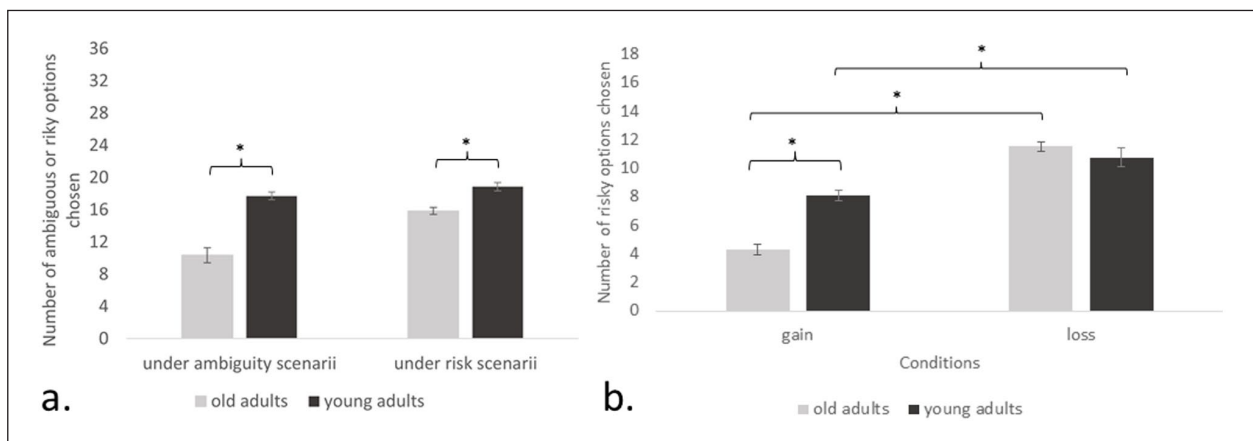 Number of ambiguous or riky options
chosen
36
32
28
24
20
16
12
8
4
0
*
*
under ambiguity scenarii
under risk scenarii
old adults
young adults
a.
Number of risky options chosen
18
16
14
12
10
8
6
4
2
0
*
*
*
gain
loss
Conditions
old adults
young adults
b.